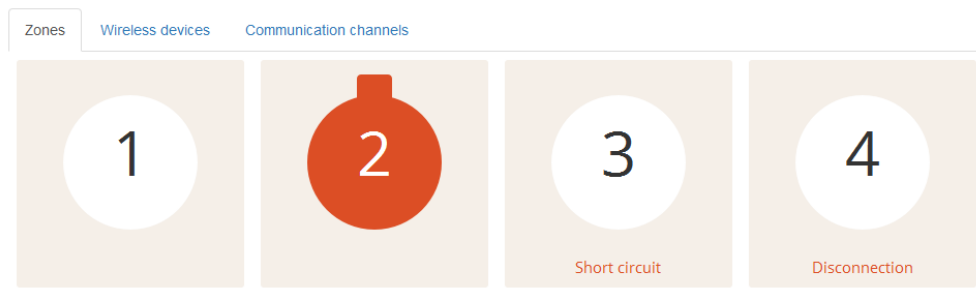 Zones Wireless devices Communication channels
1 2 3 4
Short circuit Disconnection